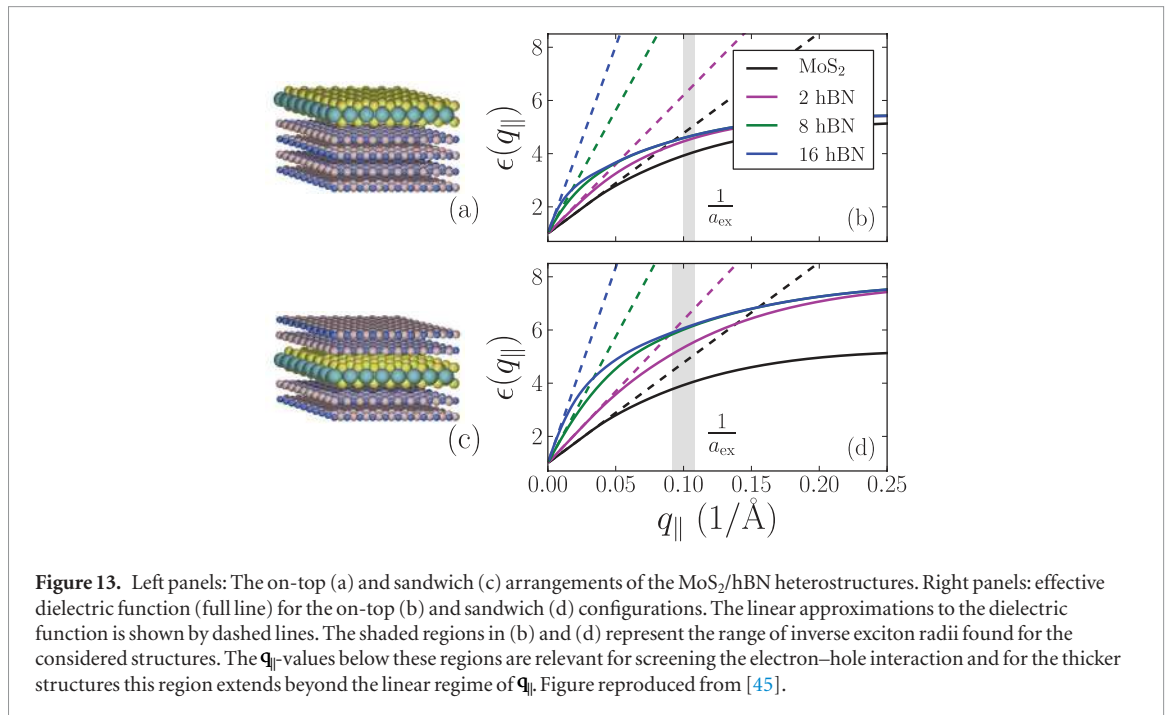 8
6
4
2
ϵ(q∥)
MoS₂
2 hBN
8 hBN
16 hBN
1
a_ex
(a)
(b)
8
6
4
2
ϵ(q∥)
1
a_ex
(c)
(d)
0.00 0.05 0.10 0.15 0.20 0.25
q∥ (1/Å)
Figure 13. Left panels: The on-top (a) and sandwich (c) arrangements of the MoS₂/hBN heterostructures. Right panels: effective
dielectric function (full line) for the on-top (b) and sandwich (d) configurations. The linear approximations to the dielectric
function is shown by dashed lines. The shaded regions in (b) and (d) represent the range of inverse exciton radii found for the
considered structures. The q∥-values below these regions are relevant for screening the electron–hole interaction and for the thicker
structures this region extends beyond the linear regime of q∥. Figure reproduced from [45].